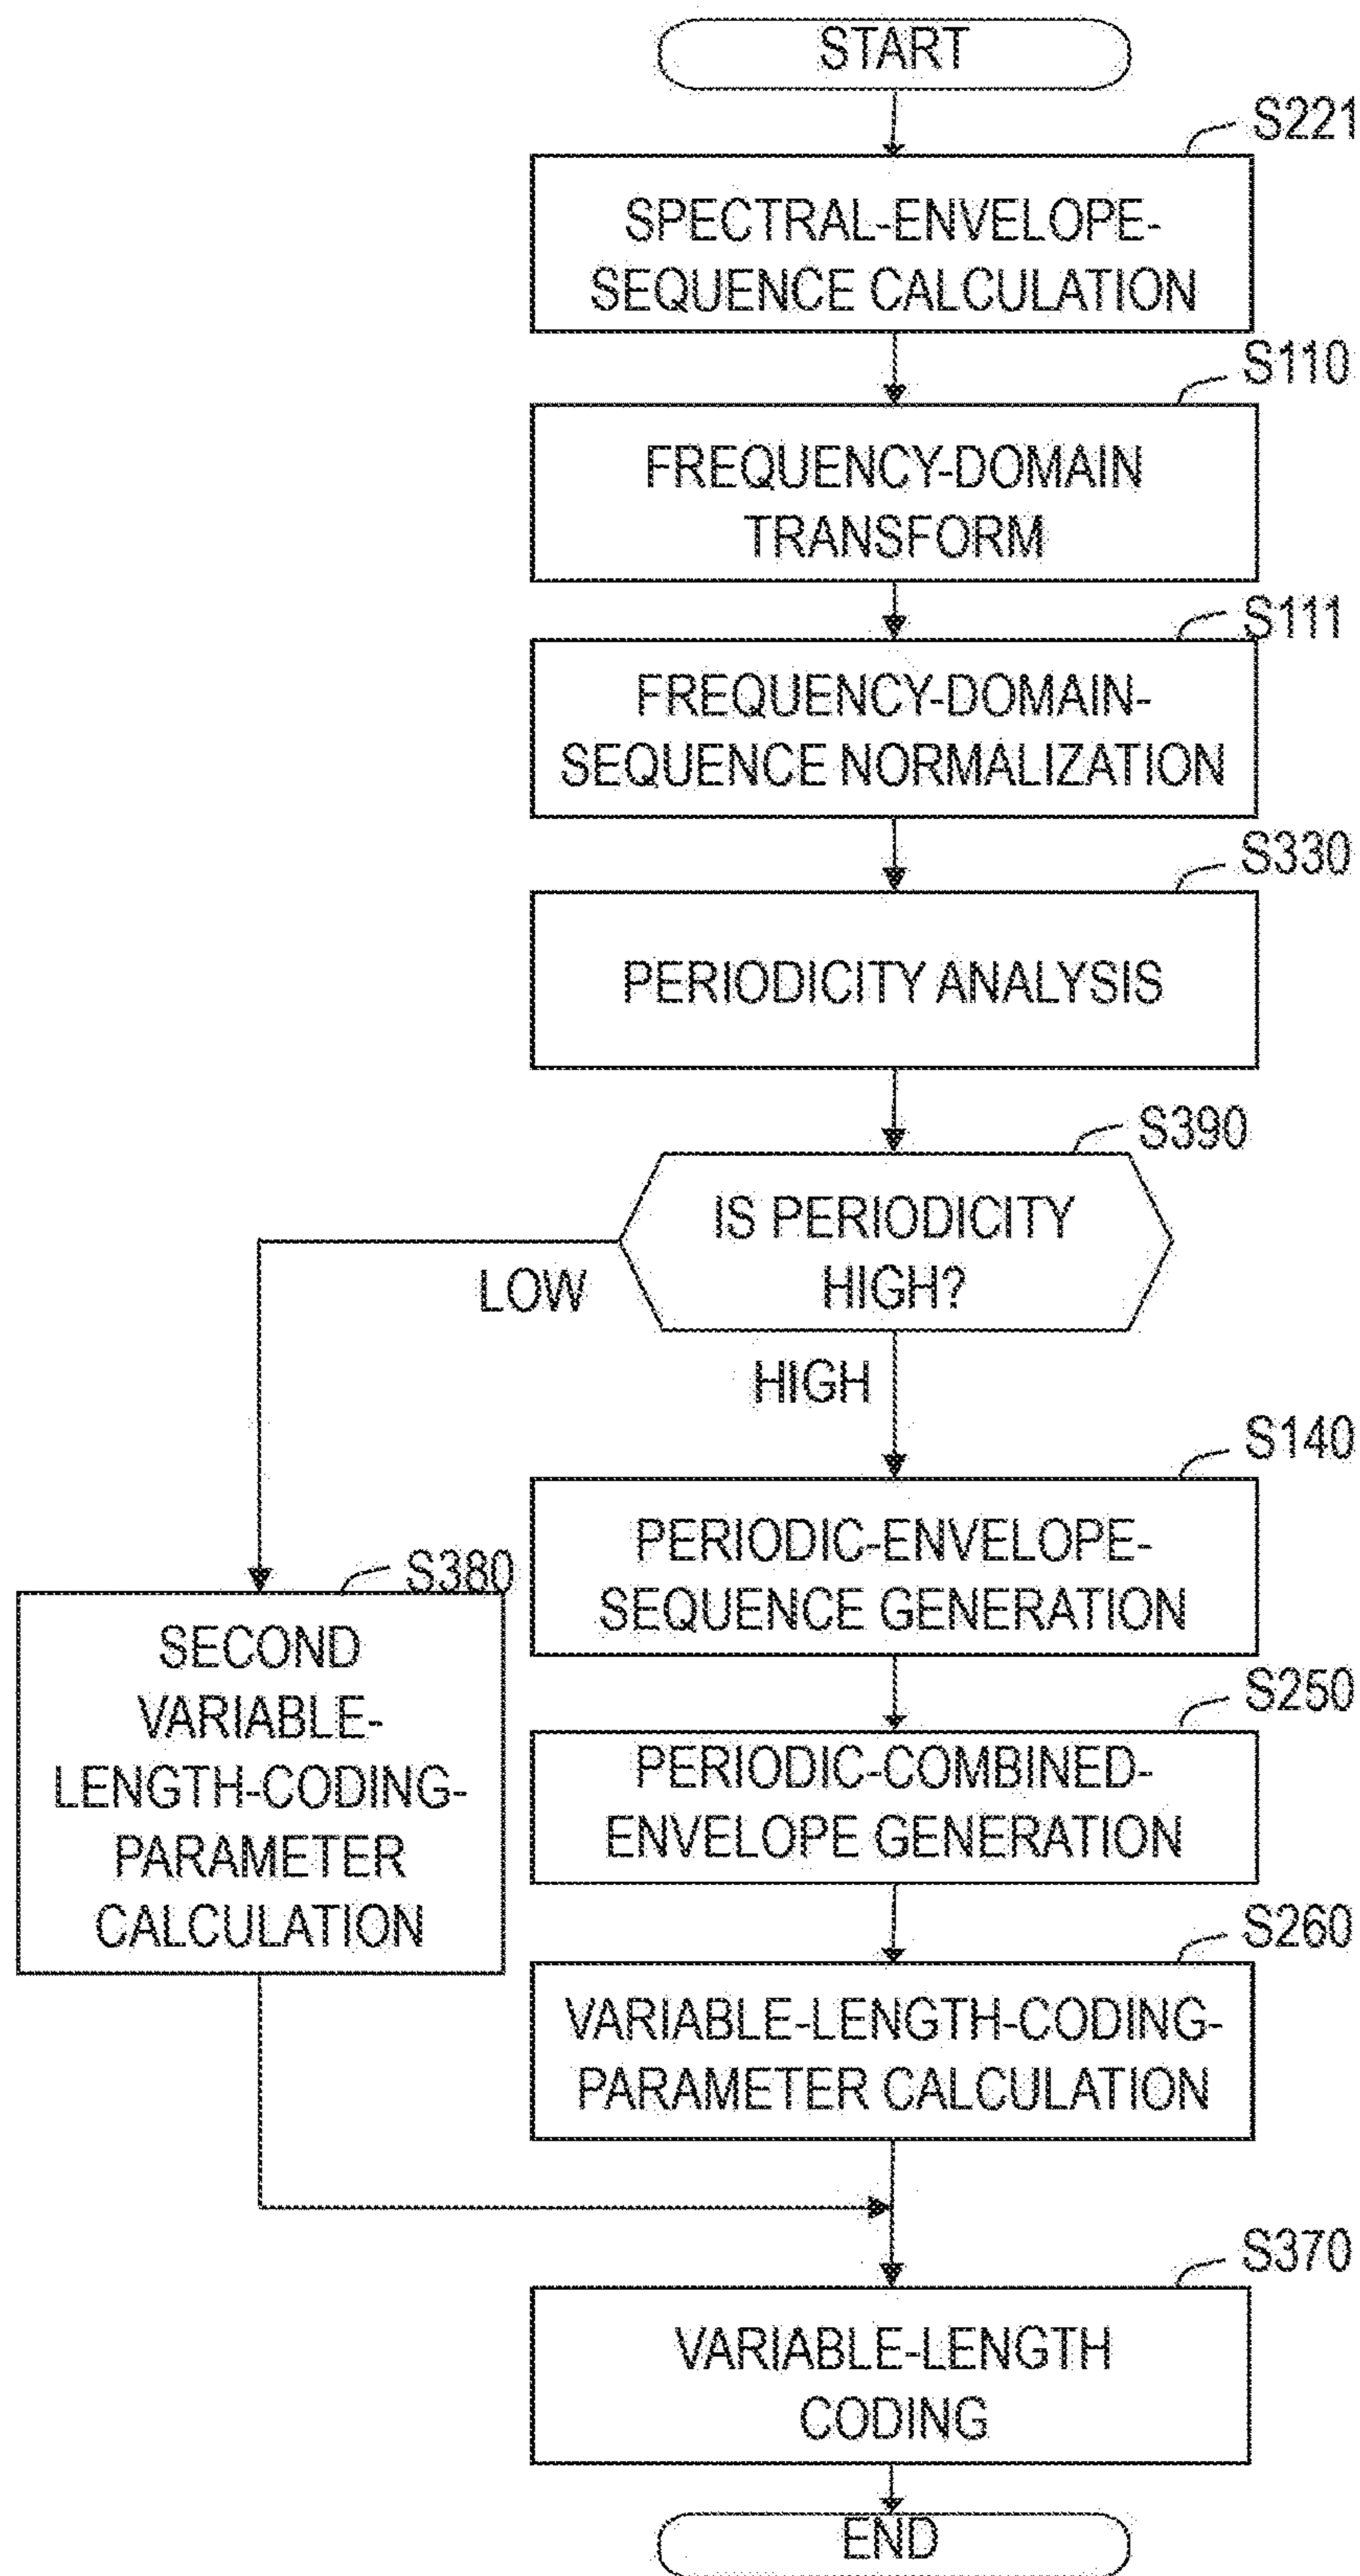 START
S221
SPECTRAL-ENVELOPE-
SEQUENCE CALCULATION
S110
FREQUENCY-DOMAIN
TRANSFORM
S111
FREQUENCY-DOMAIN-
SEQUENCE NORMALIZATION
S330
PERIODICITY ANALYSIS
S390
IS PERIODICITY
HIGH?
LOW
HIGH
S140
PERIODIC-ENVELOPE-
SEQUENCE GENERATION
S380
SECOND
VARIABLE-
LENGTH-CODING-
PARAMETER
CALCULATION
S250
PERIODIC-COMBINED-
ENVELOPE GENERATION
S260
VARIABLE-LENGTH-CODING-
PARAMETER CALCULATION
S370
VARIABLE-LENGTH
CODING
END